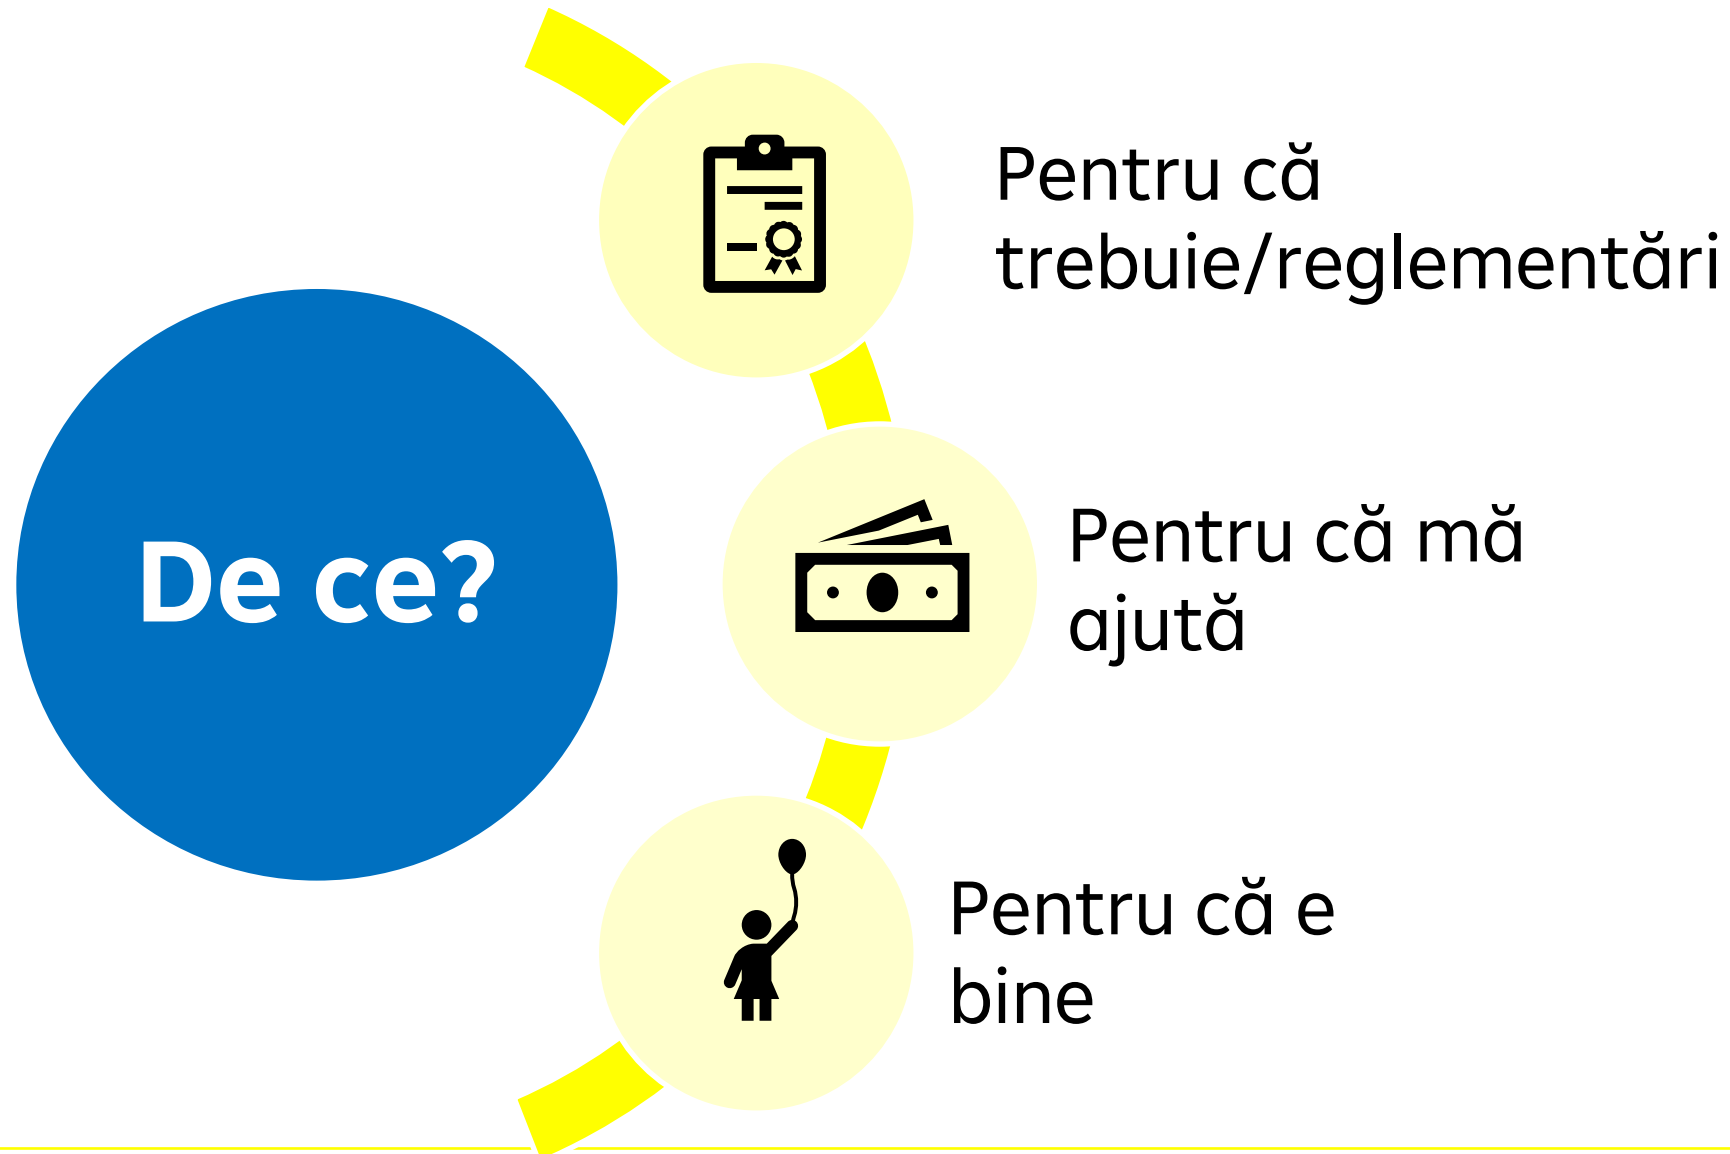 De ce?
Pentru că
trebuie/reglementări
Pentru că mă
ajută
Pentru că e
bine